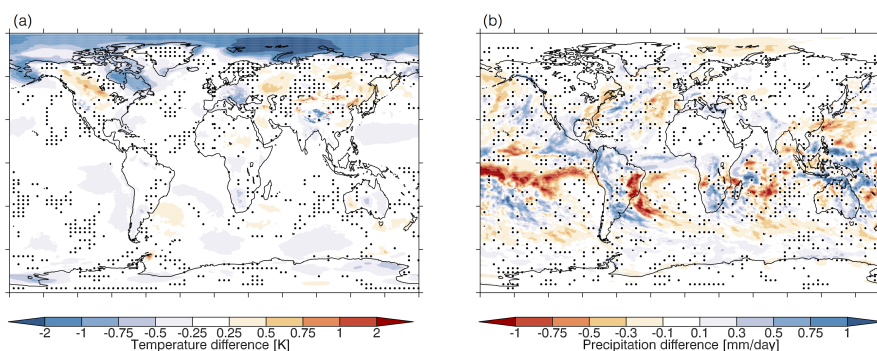 (a)
(b)
-2 -1 -0.75 -0.5 -0.25 0.25 0.5 0.75 1 2
Temperature difference [K]
-1 -0.75 -0.5 -0.3 -0.1 0.1 0.3 0.5 0.75 1
Precipitation difference [mm/day]